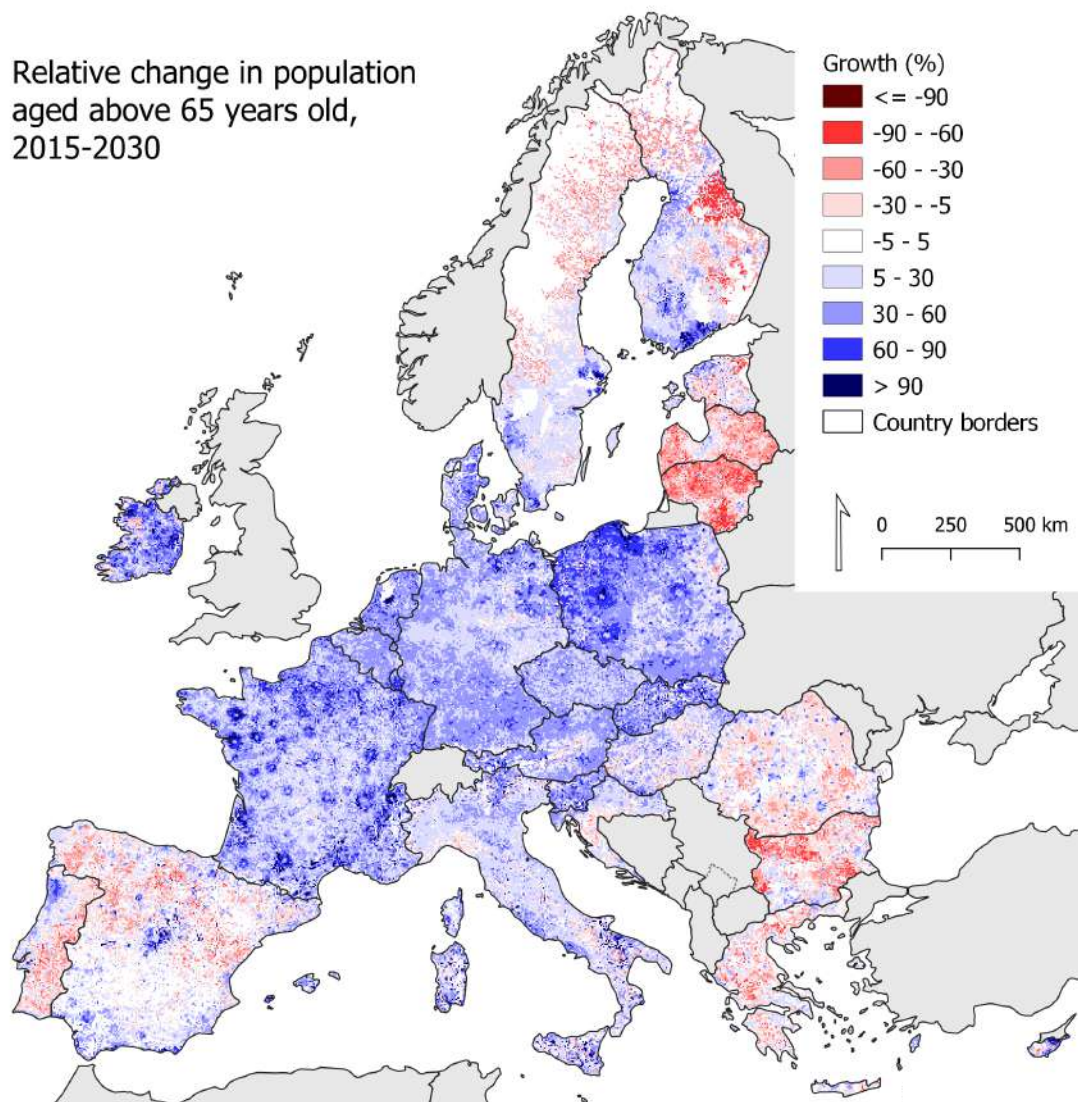 Relative change in population
aged above 65 years old,
2015-2030
Growth (%)
<= -90
-90 - -60
-60 - -30
-30 - -5
-5 - 5
5 - 30
30 - 60
60 - 90
> 90
Country borders
0 250 500 km